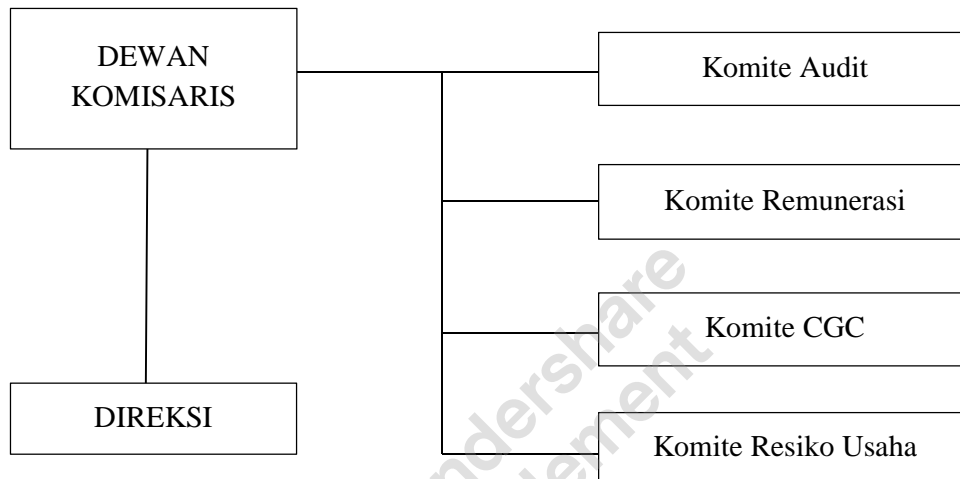 DEWAN
KOMISARIS
Komite Audit
Komite Remunerasi
Komite CGC
DIREKSI
Komite Resiko Usaha